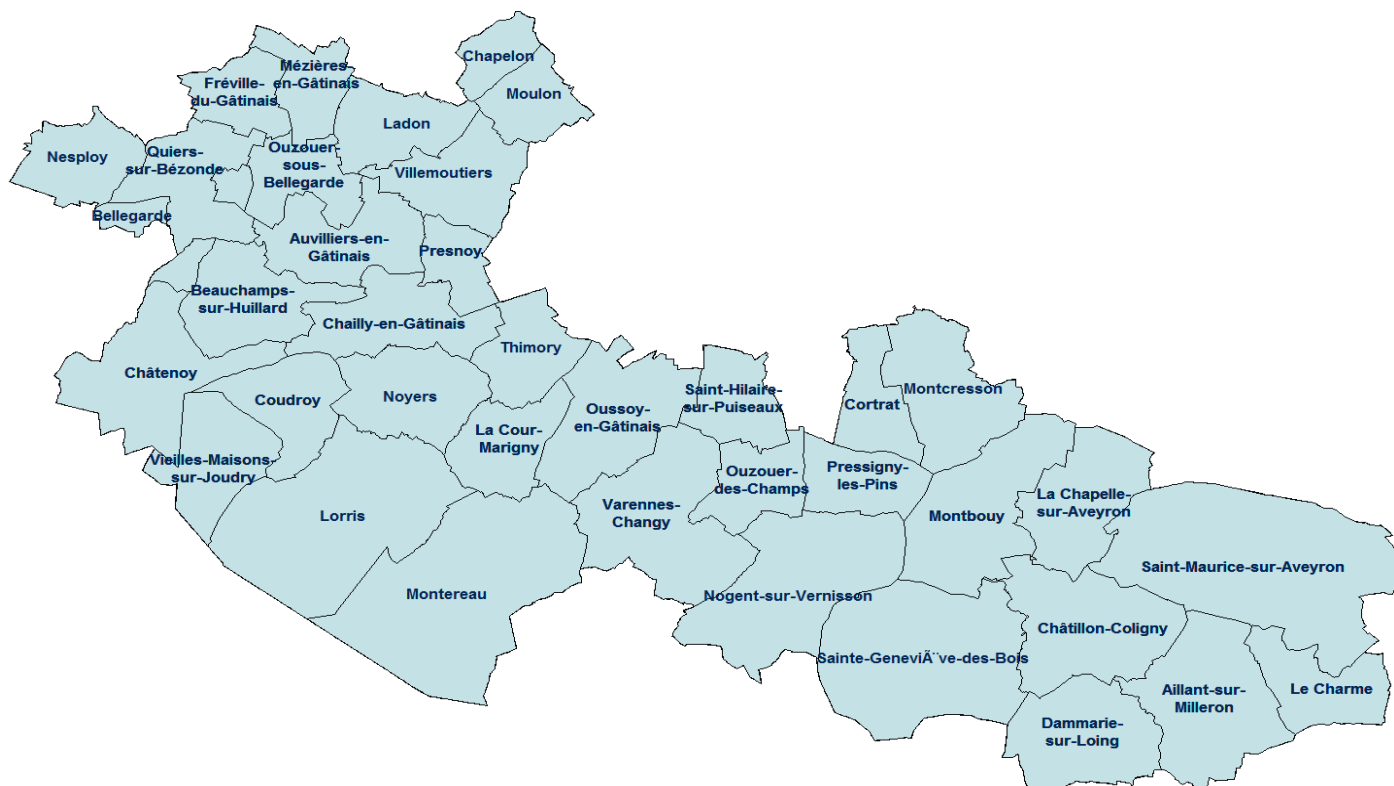 Chapelon
Mézières-
en-Gâtinais
Fréville-
du-Gâtinais
Moulon
Ladon
Nesploy
Quiers-
sur-Bézonde
Ouzouer-
sous-
Bellegarde
Villemoutiers
Bellegarde
Auvilliers-en-
Gâtinais
Presnoy
Beauchamps-
sur-Huillard
Chailly-en-Gâtinais
Thimory
Châtenoy
Coudroy
Noyers
Saint-Hilaire-
sur-Puiseaux
Montcresson
Cortrat
Oussoy-
en-Gâtinais
La Cour-
Marigny
Vieilles-Maisons-
sur-Joudry
Ouzouer-
des-Champs
Pressigny-
les-Pins
La Chapelle-
sur-Aveyron
Varennes-
Changy
Lorris
Montbouy
Saint-Maurice-sur-Aveyron
Montereau
Nogent-sur-Vernisson
Châtillon-Coligny
Sainte-GeneviÃ¨ve-des-Bois
Aillant-sur-
Milleron
Le Charme
Dammarie-
sur-Loing